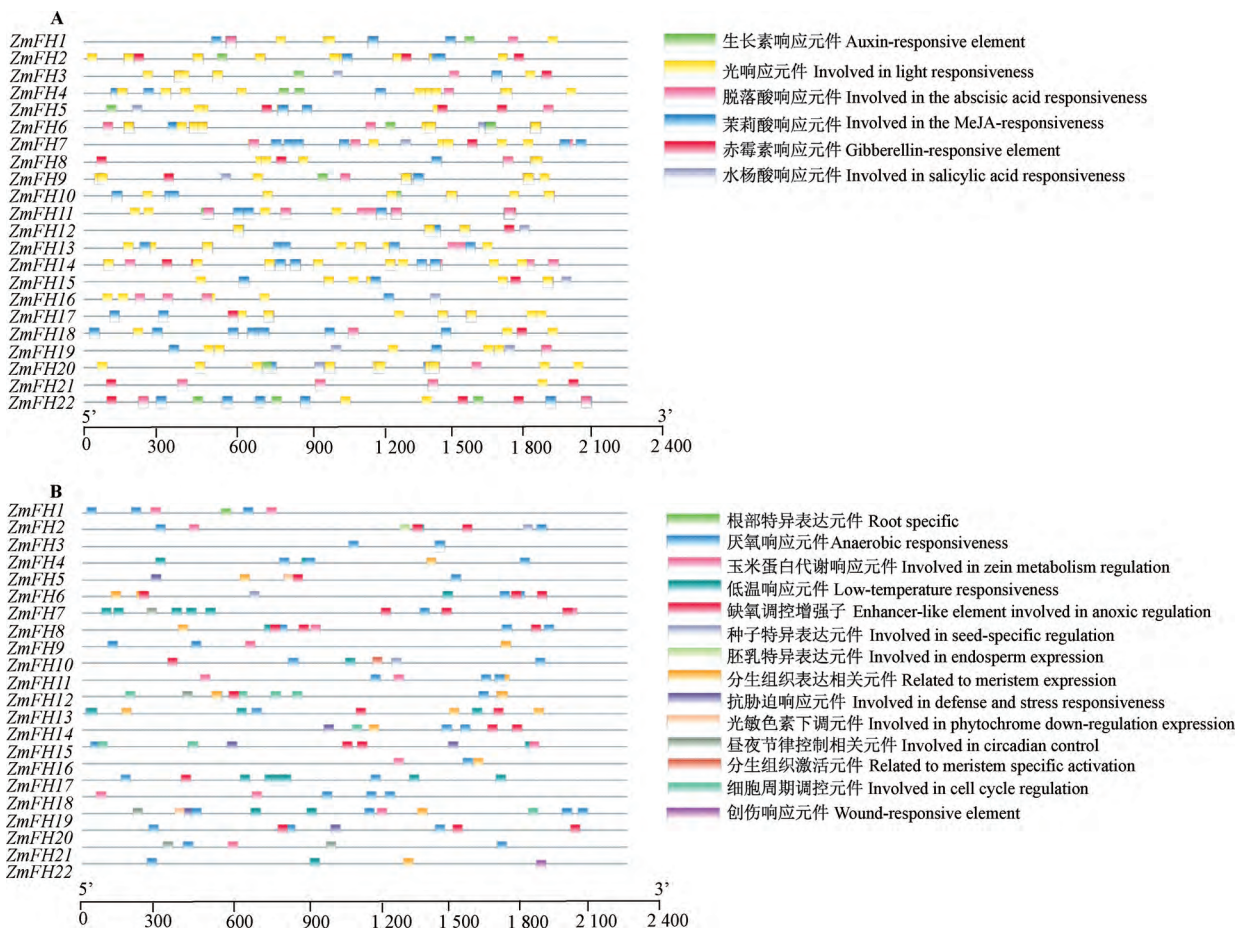 A
ZmFH1
ZmFH2
ZmFH3
ZmFH4
ZmFH5
ZmFH6
ZmFH7
ZmFH8
ZmFH9
ZmFH10
ZmFH11
ZmFH12
ZmFH13
ZmFH14
ZmFH15
ZmFH16
ZmFH17
ZmFH18
ZmFH19
ZmFH20
ZmFH21
ZmFH22
5’ 3’
0 300 600 900 1 200 1 500 1 800 2 100 2 400
生长素响应元件 Auxin-responsive element
光响应元件 Involved in light responsiveness
脱落酸响应元件 Involved in the abscisic acid responsiveness
茉莉酸响应元件 Involved in the MeJA-responsiveness
赤霉素响应元件 Gibberellin-responsive element
水杨酸响应元件 Involved in salicylic acid responsiveness
B
ZmFH1
ZmFH2
ZmFH3
ZmFH4
ZmFH5
ZmFH6
ZmFH7
ZmFH8
ZmFH9
ZmFH10
ZmFH11
ZmFH12
ZmFH13
ZmFH14
ZmFH15
ZmFH16
ZmFH17
ZmFH18
ZmFH19
ZmFH20
ZmFH21
ZmFH22
5’ 3’
0 300 600 900 1 200 1 500 1 800 2 100 2 400
根部特异表达元件 Root specific
厌氧响应元件Anaerobic responsiveness
玉米蛋白代谢响应元件 Involved in zein metabolism regulation
低温响应元件 Low-temperature responsiveness
缺氧调控增强子 Enhancer-like element involved in anoxic regulation
种子特异表达元件 Involved in seed-specific regulation
胚乳特异表达元件 Involved in endosperm expression
分生组织表达相关元件 Related to meristem expression
抗胁迫响应元件 Involved in defense and stress responsiveness
光敏色素下调元件 Involved in phytochrome down-regulation expression
昼夜节律控制相关元件 Involved in circadian control
分生组织激活元件 Related to meristem specific activation
细胞周期调控元件 Involved in cell cycle regulation
创伤响应元件 Wound-responsive element